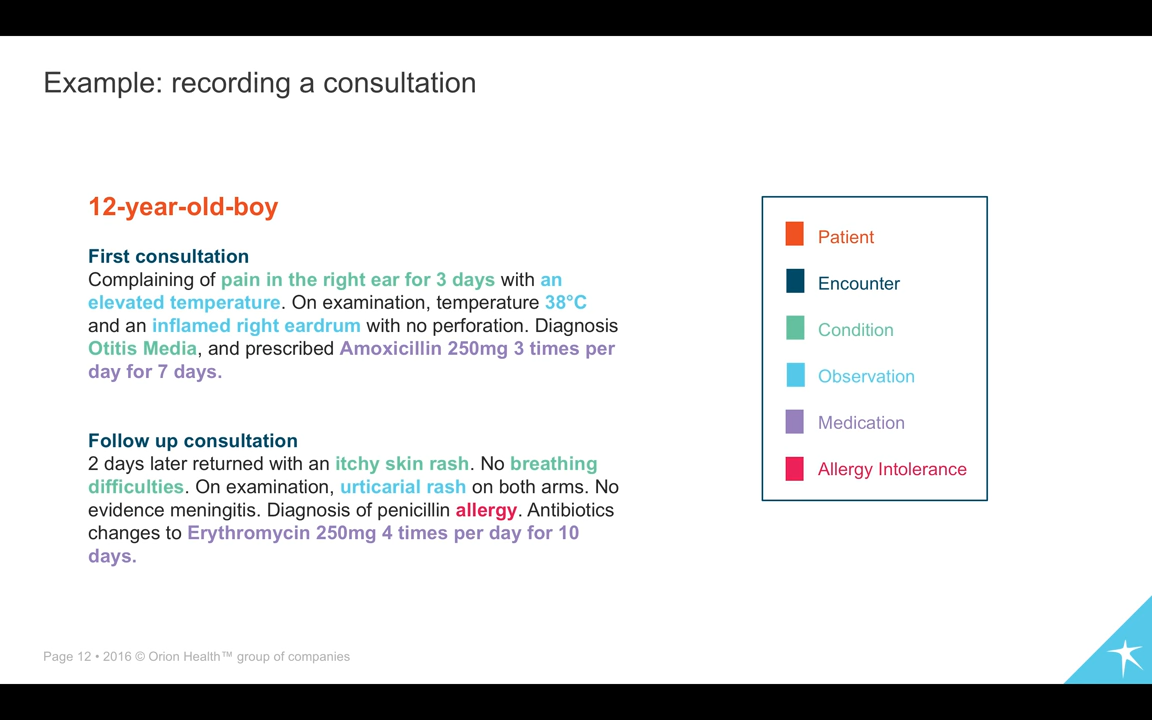 Example: recording a consultation
12-year-old-boy
First consultation
Complaining of pain in the right ear for 3 days with an
elevated temperature. On examination, temperature 38°C
and an inflamed right eardrum with no perforation. Diagnosis
Otitis Media, and prescribed Amoxicillin 250mg 3 times per
day for 7 days.
Follow up consultation
2 days later returned with an itchy skin rash. No breathing
difficulties. On examination, urticarial rash on both arms. No
evidence meningitis. Diagnosis of penicillin allergy. Antibiotics
changes to Erythromycin 250mg 4 times per day for 10
days.
Patient
Encounter
Condition
Observation
Medication
Allergy Intolerance
Page 12 • 2016 © Orion Health™ group of companies